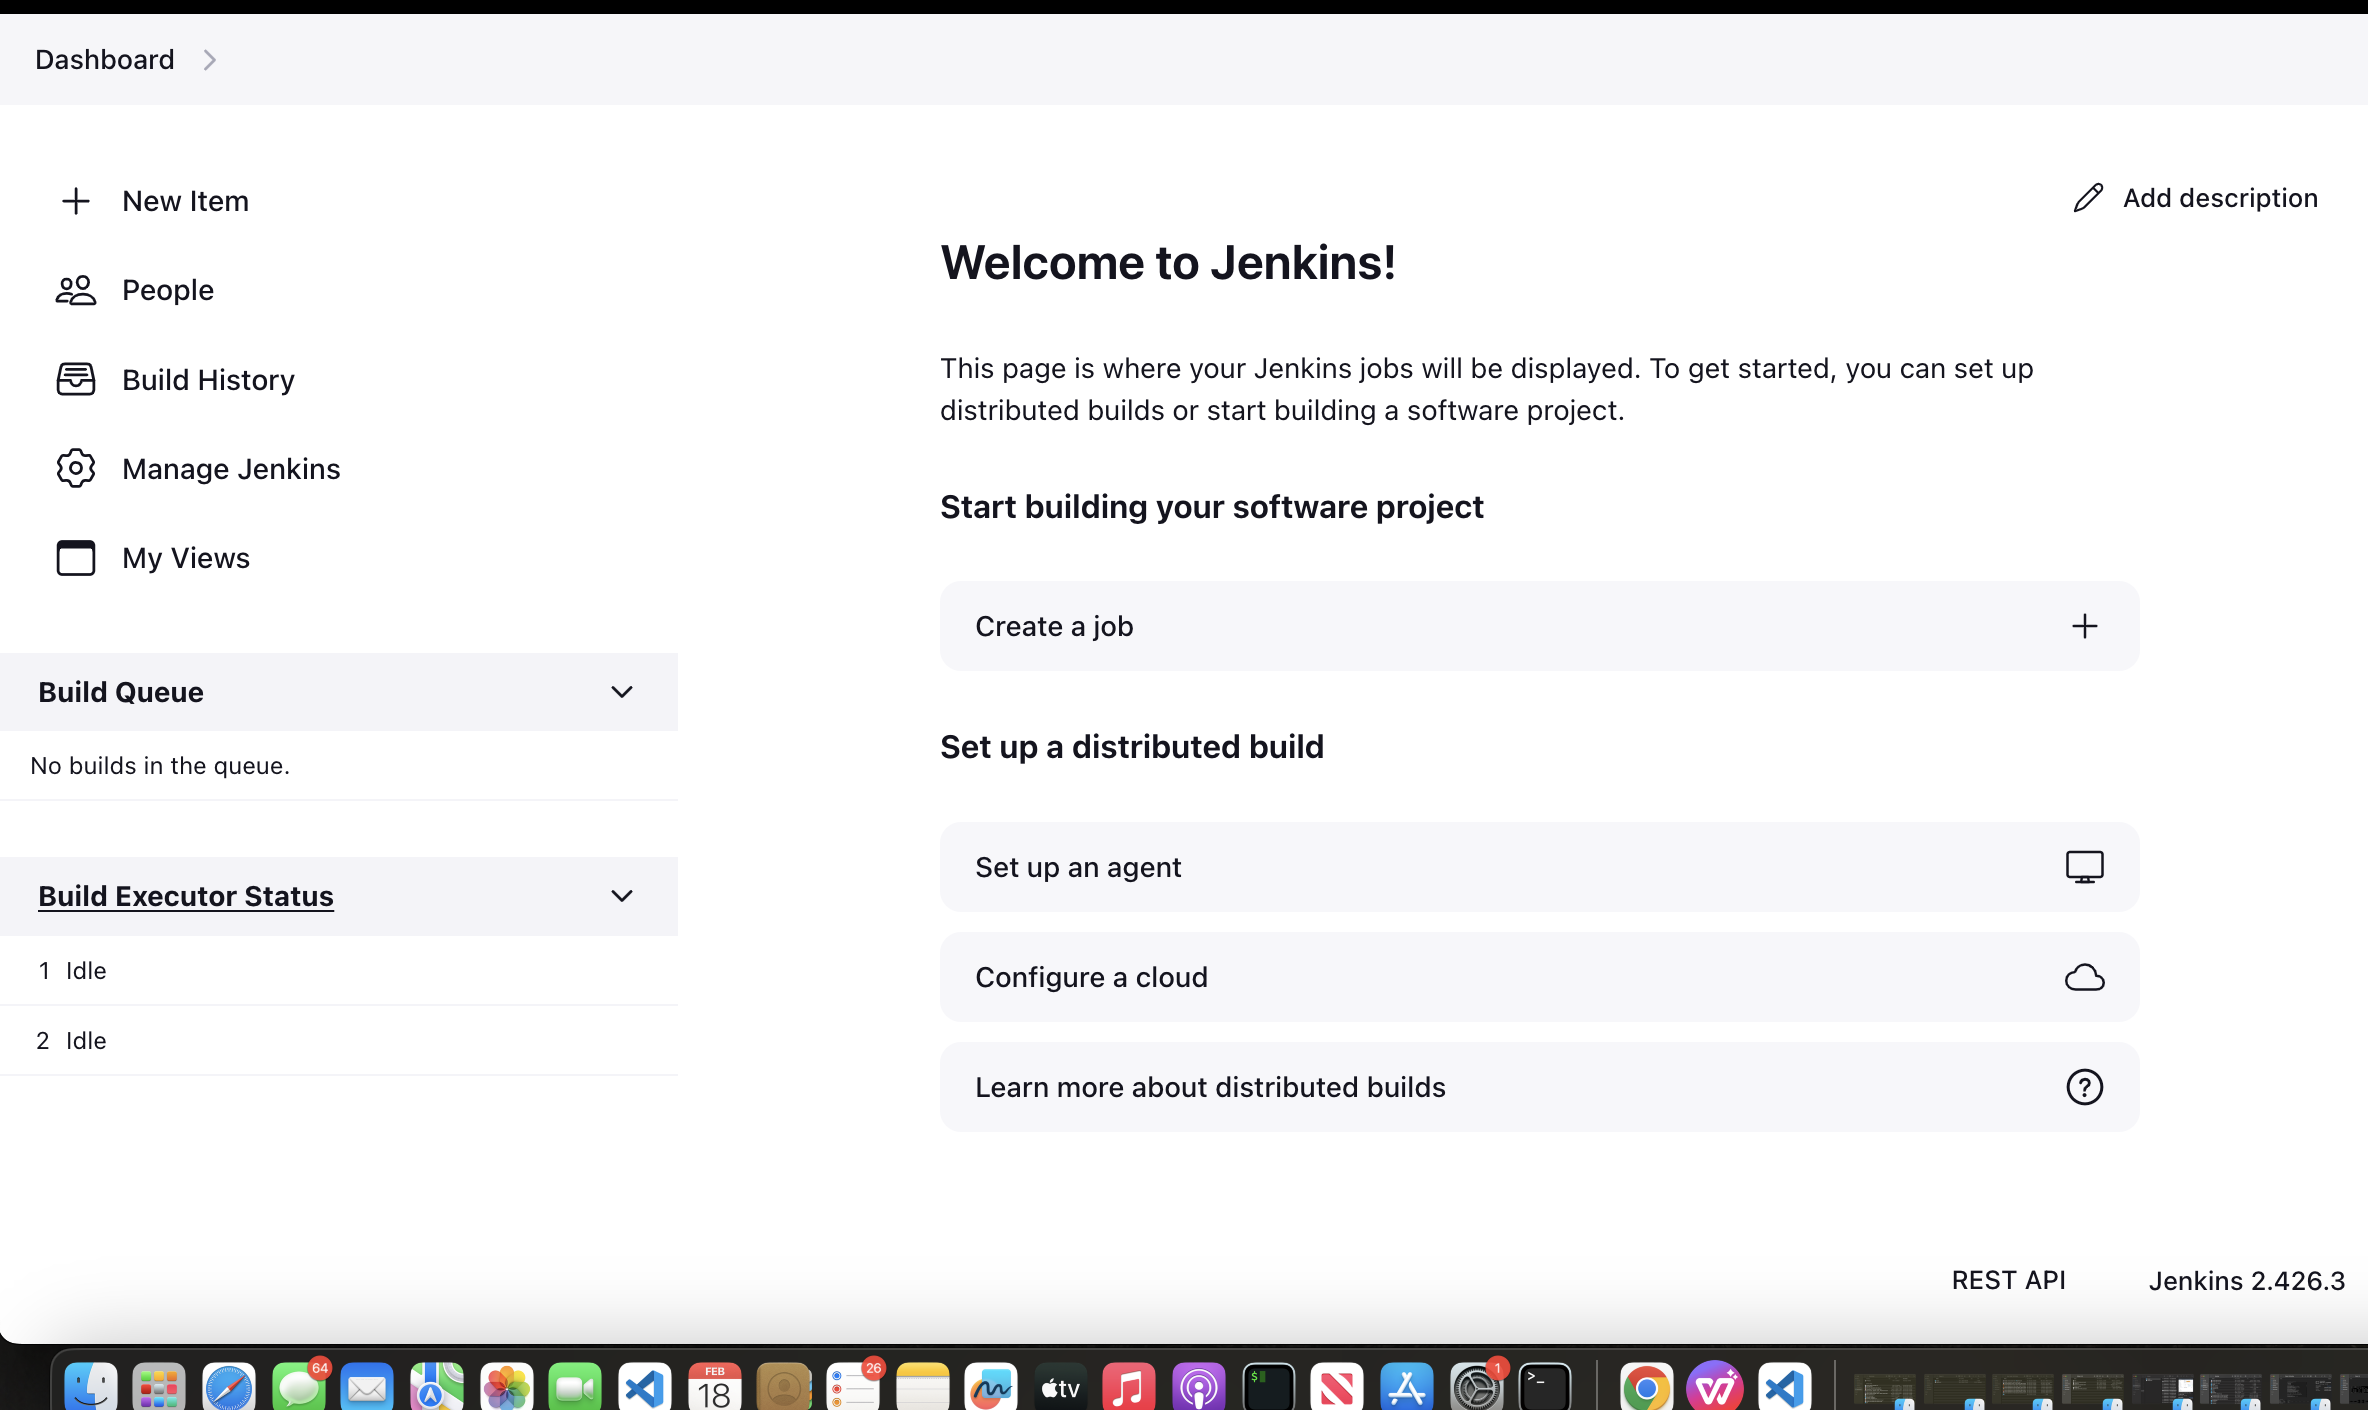 Dashboard
New Item
People
Build History
Manage Jenkins
My Views
Build Queue
No builds in the queue.
Build Executor Status
1 Idle
2 Idle
Add description
Welcome to Jenkins!
This page is where your Jenkins jobs will be displayed. To get started, you can set up
distributed builds or start building a software project.
Start building your software project
Create a job
Set up a distributed build
Set up an agent
Configure a cloud
Learn more about distributed builds
REST API
Jenkins 2.426.3
64
FEB
18
26
tv
$
1
>_